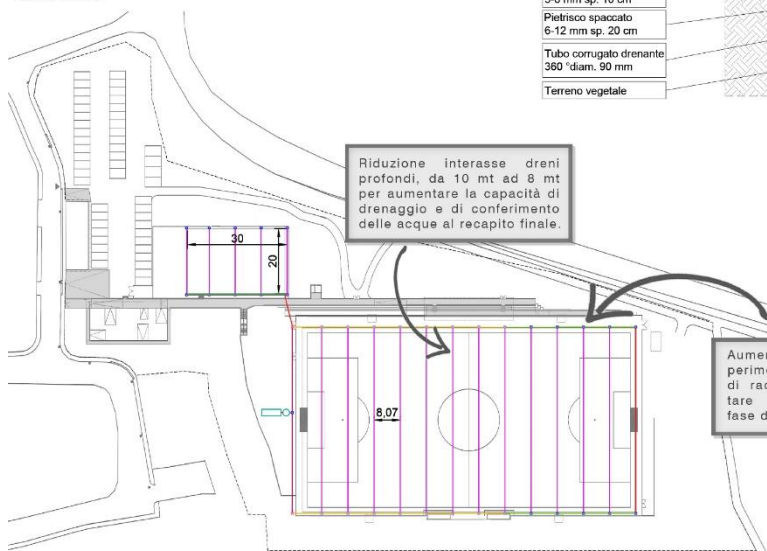 Pietrisco spaccato
6-12 mm sp. 20 cm
Tubo corrugato drenante
360 °diam. 90 mm
Terreno vegetale
Riduzione interasse dreni
profondi, da 10 mt ad 8 mt
per aumentare la capacità di
drenaggio e di conferimento
delle acque al recapito finale.
30
20
8,07
Aumen
perime
di rac
tare
fase d